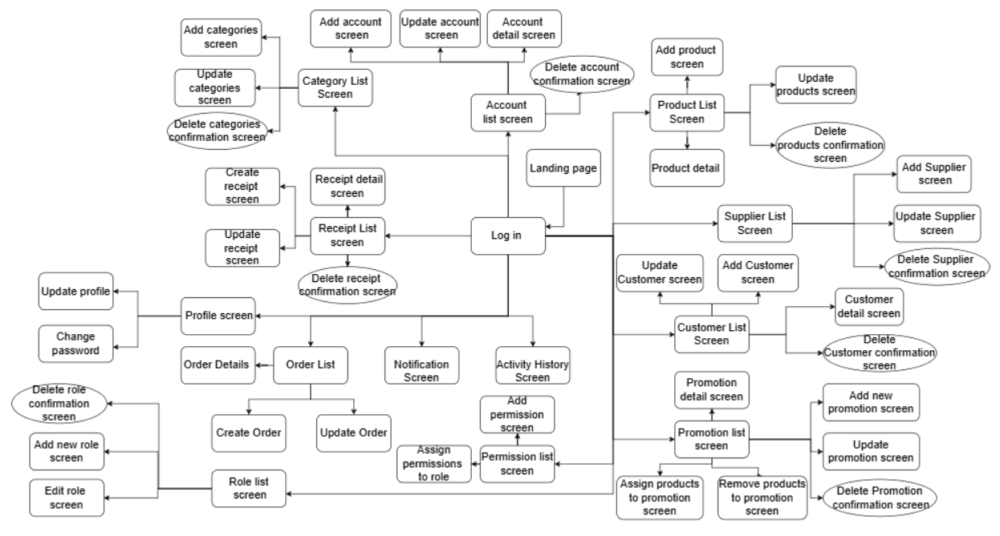 Add categories
screen
Add account
screen
Update account
screen
Account
detail screen
Add product
screen
Delete account
confirmation screen
Update
categories
screen
Category List
Screen
Update
products screen
Account
list screen
Product List
Screen
Delete categories
confirmation screen
Delete
products confirmation
screen
Landing page
Product detail
Create
receipt
screen
Receipt detail
screen
Add Supplier
screen
Receipt List
screen
Log in
Supplier List
Screen
Update Supplier
screen
Update
receipt
screen
Delete receipt
confirmation screen
Update
Customer screen
Add Customer
screen
Delete Supplier
confirmation screen
Update profile
Profile screen
Customer
detail screen
Change
password
Customer List
Screen
Delete
Customer confirmation
screen
Order Details
Order List
Notification
Screen
Activity History
Screen
Delete role
confirmation
screen
Promotion
detail screen
Add new
promotion screen
Create Order
Update Order
Add
permission
screen
Promotion list
screen
Add new role
screen
Assign
permissions
to role
Permission list
screen
Update
promotion screen
Edit role
screen
Role list
screen
Assign products
to promotion
screen
Remove products
to promotion
screen
Delete Promotion
confirmation screen